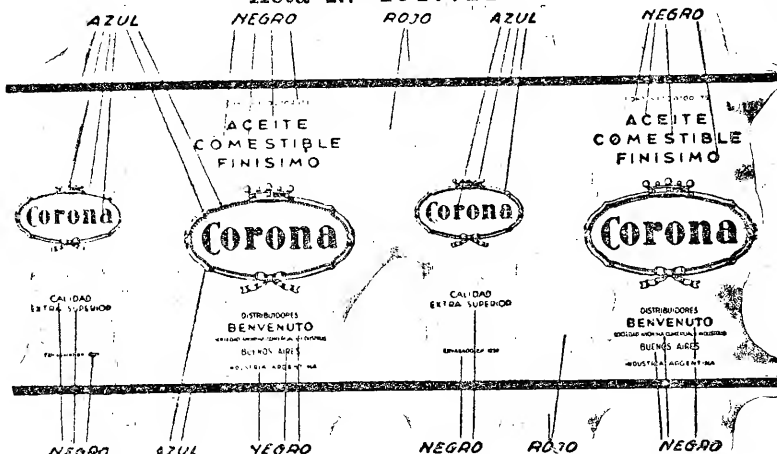 AZUL NEGRO ROJO AZUL NEGRO
ACEITE
COMESTIBLE
FINISIMO
ACEITE
COMESTIBLE
FINISIMO
Corona
Corona
Corona
Corona
CALIDAD
EXTRA SUPERIOR
DISTRIBUIDORES
BENVENUTO
BUENOS AIRES
INDUSTRIA ARGENTINA
CALIDAD
EXTRA SUPERIOR
DISTRIBUIDORES
BENVENUTO
BUENOS AIRES
INDUSTRIA ARGENTINA
NEGRO AZUL NEGRO NEGRO ROJO NEGRO